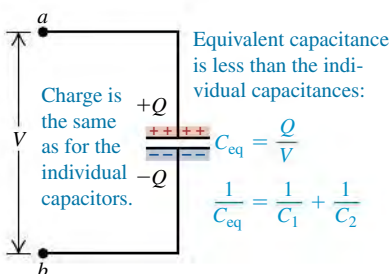 a
Equivalent capacitance
is less than the indi-
vidual capacitances:
Charge is
the same
as for the
individual
capacitors.
V
+Q
++ ++
– – – –
−Q
C_eq = Q/V
1/C_eq = 1/C_1 + 1/C_2
b